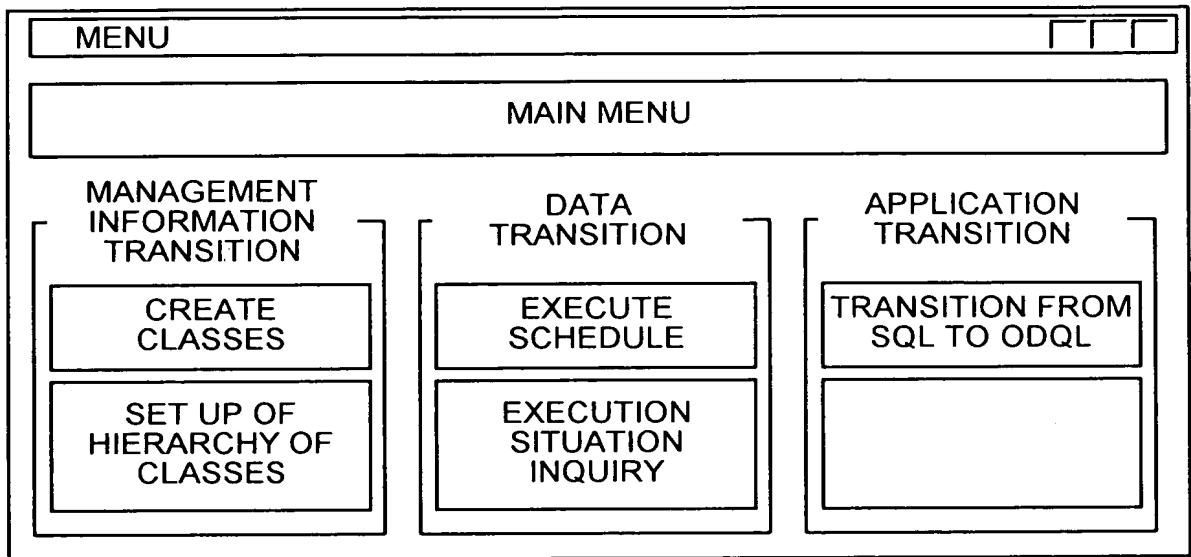 MENU
MAIN MENU
MANAGEMENT
INFORMATION
TRANSITION
CREATE
CLASSES
SET UP OF
HIERARCHY OF
CLASSES
DATA
TRANSITION
EXECUTE
SCHEDULE
EXECUTION
SITUATION
INQUIRY
APPLICATION
TRANSITION
TRANSITION FROM
SQL TO ODQL